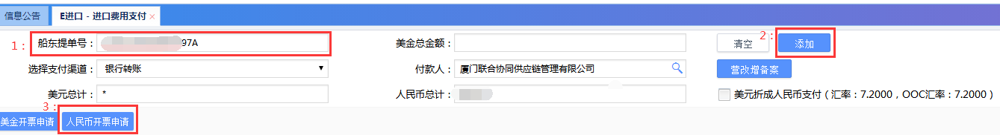 信息公告 E进口 - 进口费用支付 ×
1： 船东提单号： 97A 美金总金额： 清空 2： 添加
选择支付渠道： 银行转账 付款人： 厦门联合协同供应链管理有限公司 营改增备案
美元总计： * 人民币总计： 美元折成人民币支付（汇率：7.2000，OOC汇率：7.2000）
3：
美金开票申请 人民币开票申请